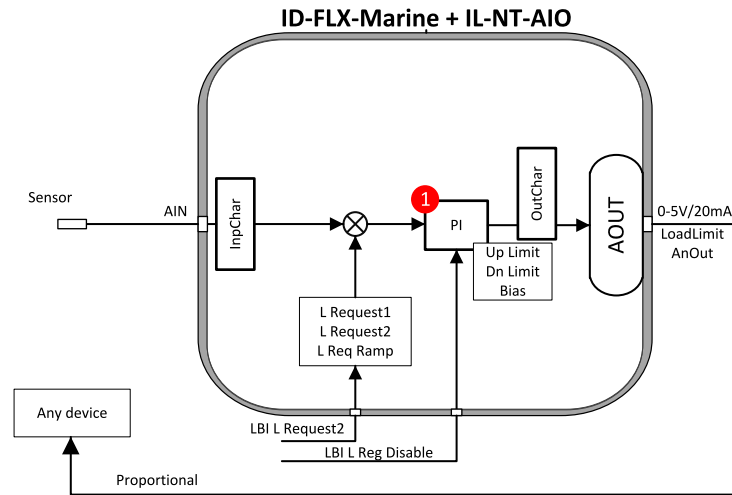 ID-FLX-Marine + IL-NT-AIO
Sensor
AIN
InpChar
1
PI
OutChar
AOUT
0-5V/20mA
LoadLimit
AnOut
Up Limit
Dn Limit
Bias
L Request1
L Request2
L Req Ramp
Any device
LBI L Request2
LBI L Reg Disable
Proportional